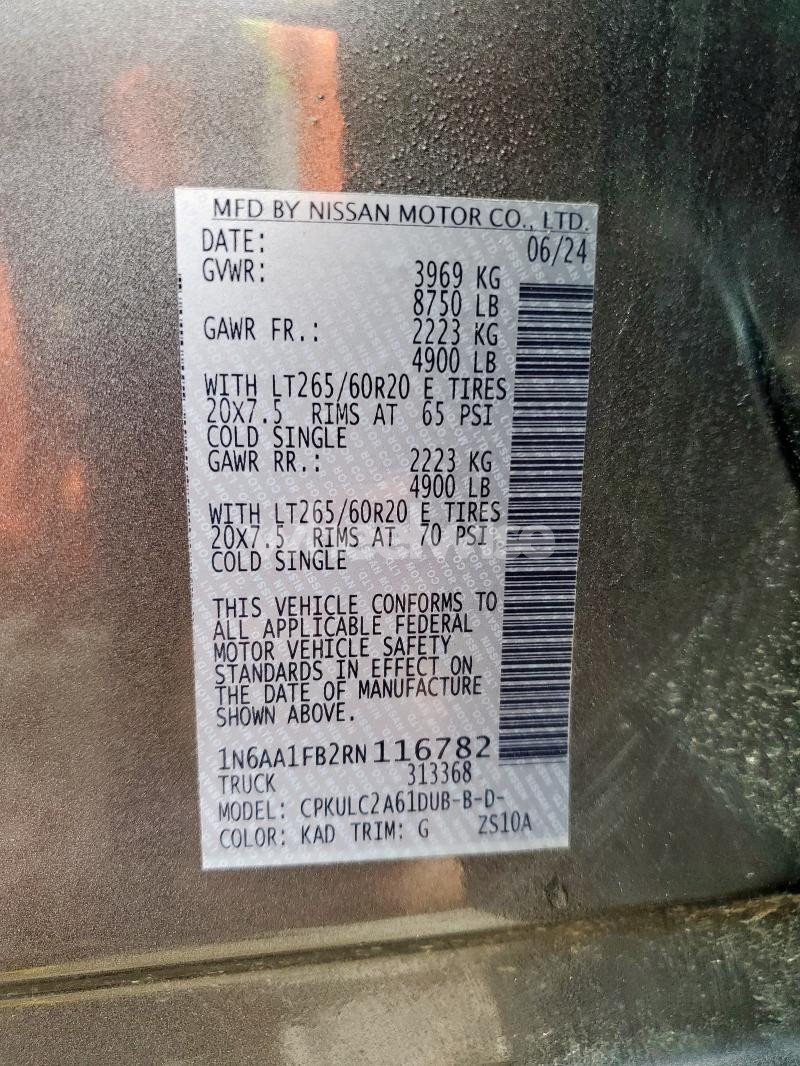 MFD BY NISSAN MOTOR CO., LTD.
DATE: 06/24
GVWR: 3969 KG
8750 LB
GAWR FR.: 2223 KG
4900 LB
WITH LT265/60R20 E TIRES
20X7.5 RIMS AT 65 PSI
COLD SINGLE
GAWR RR.: 2223 KG
4900 LB
WITH LT265/60R20 E TIRES
20X7.5 RIMS AT 70 PSI
COLD SINGLE
THIS VEHICLE CONFORMS TO
ALL APPLICABLE FEDERAL
MOTOR VEHICLE SAFETY
STANDARDS IN EFFECT ON
THE DATE OF MANUFACTURE
SHOWN ABOVE.
1N6AA1FB2RN 116782
TRUCK 313368
MODEL: CPKULC2A61DUB-B-D-
COLOR: KAD TRIM: G ZS10A